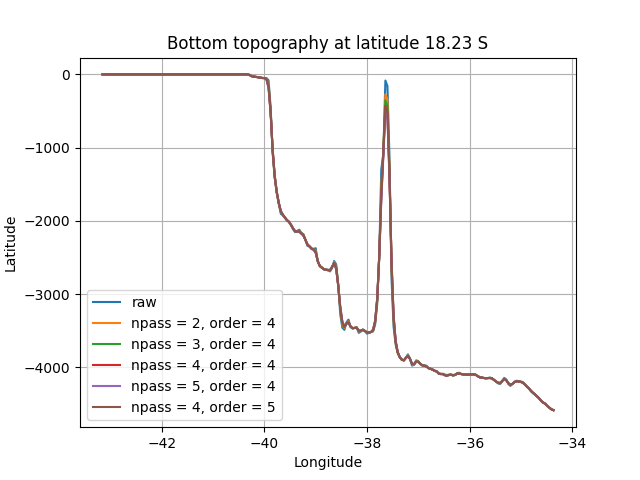 Bottom topography at latitude 18.23 S
0
−1000
−2000
−3000
−4000
Latitude
raw
npass = 2, order = 4
npass = 3, order = 4
npass = 4, order = 4
npass = 5, order = 4
npass = 4, order = 5
−42 −40 −38 −36 −34
Longitude